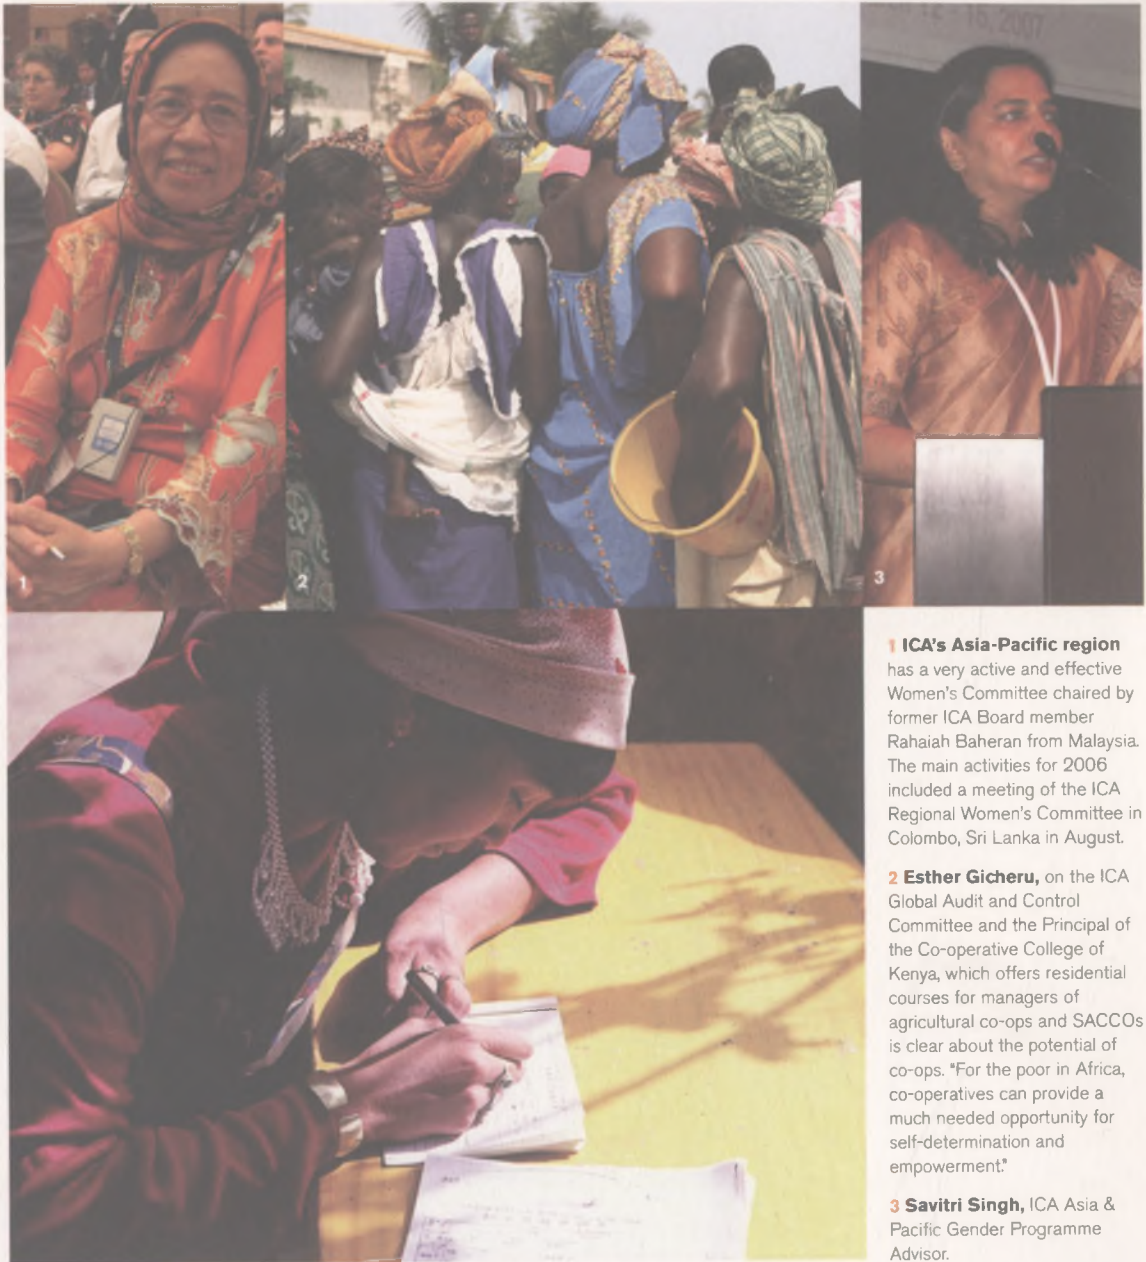 12 - 15, 2007
1
2
3
1 ICA's Asia-Pacific region
has a very active and effective
Women's Committee chaired by
former ICA Board member
Rahaiah Baheran from Malaysia.
The main activities for 2006
included a meeting of the ICA
Regional Women's Committee in
Colombo, Sri Lanka in August.
2 Esther Gicheru, on the ICA
Global Audit and Control
Committee and the Principal of
the Co-operative College of
Kenya, which offers residential
courses for managers of
agricultural co-ops and SACCOs
is clear about the potential of
co-ops. "For the poor in Africa,
co-operatives can provide a
much needed opportunity for
self-determination and
empowerment."
3 Savitri Singh, ICA Asia &
Pacific Gender Programme
Advisor.